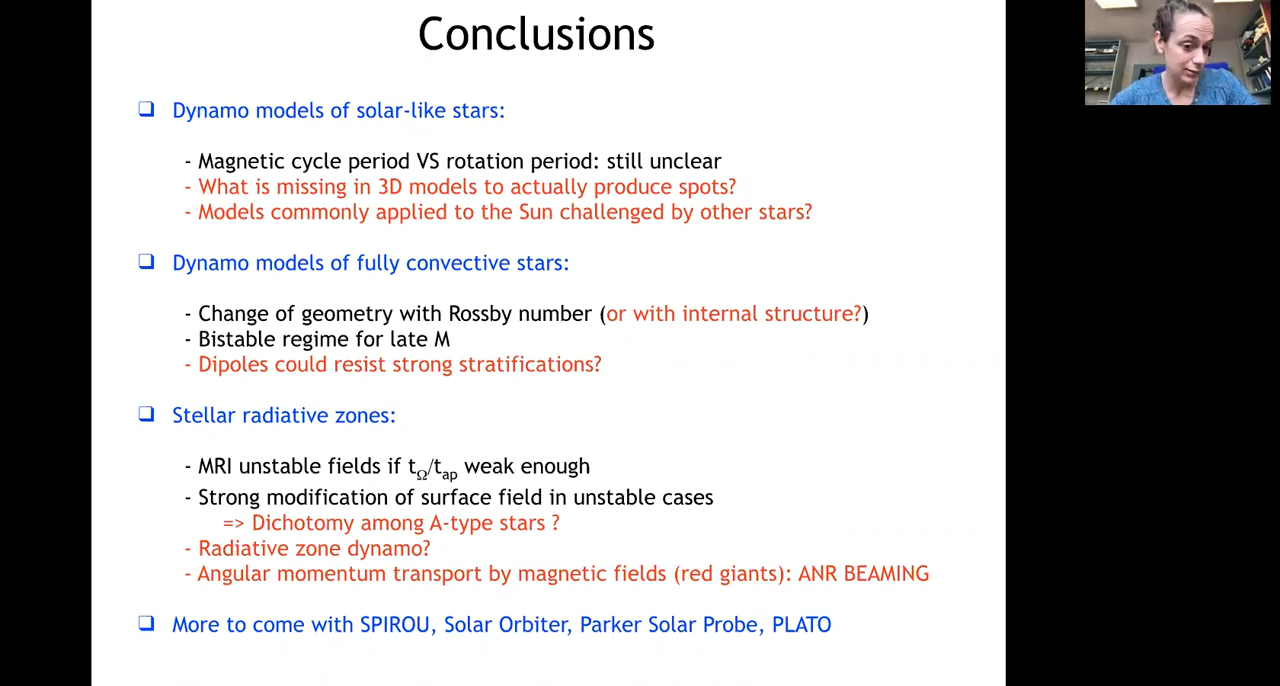 Conclusions
❑ Dynamo models of solar-like stars:
- Magnetic cycle period VS rotation period: still unclear
- What is missing in 3D models to actually produce spots?
- Models commonly applied to the Sun challenged by other stars?
❑ Dynamo models of fully convective stars:
- Change of geometry with Rossby number (or with internal structure?)
- Bistable regime for late M
- Dipoles could resist strong stratifications?
❑ Stellar radiative zones:
- MRI unstable fields if tΩ/tap weak enough
- Strong modification of surface field in unstable cases
=> Dichotomy among A-type stars ?
- Radiative zone dynamo?
- Angular momentum transport by magnetic fields (red giants): ANR BEAMING
❑ More to come with SPIROU, Solar Orbiter, Parker Solar Probe, PLATO